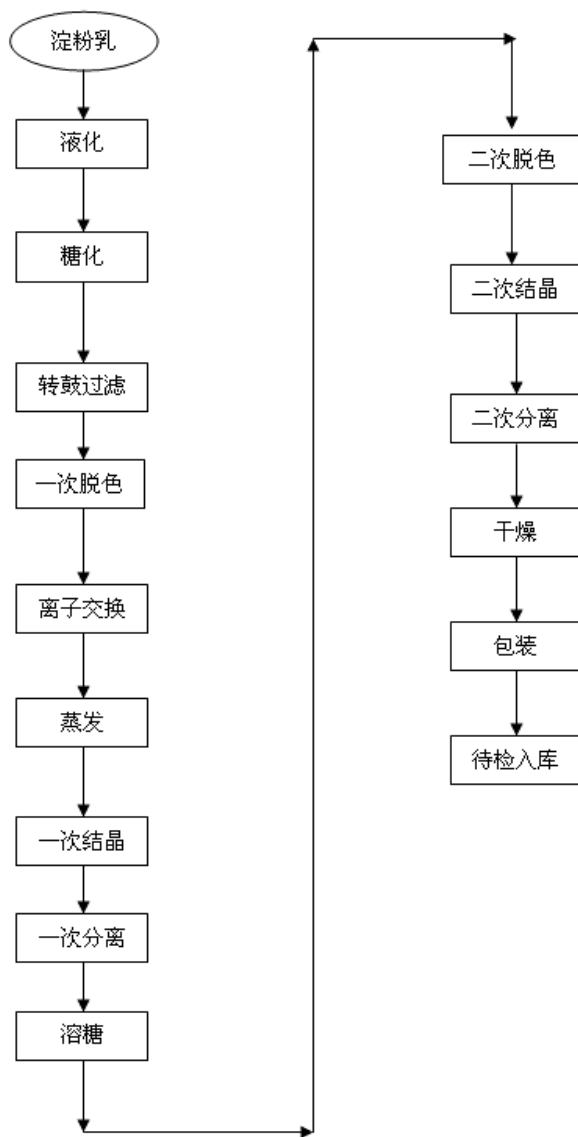 淀粉乳
液化
糖化
转鼓过滤
一次脱色
离子交换
蒸发
一次结晶
一次分离
溶糖
二次脱色
二次结晶
二次分离
干燥
包装
待检入库